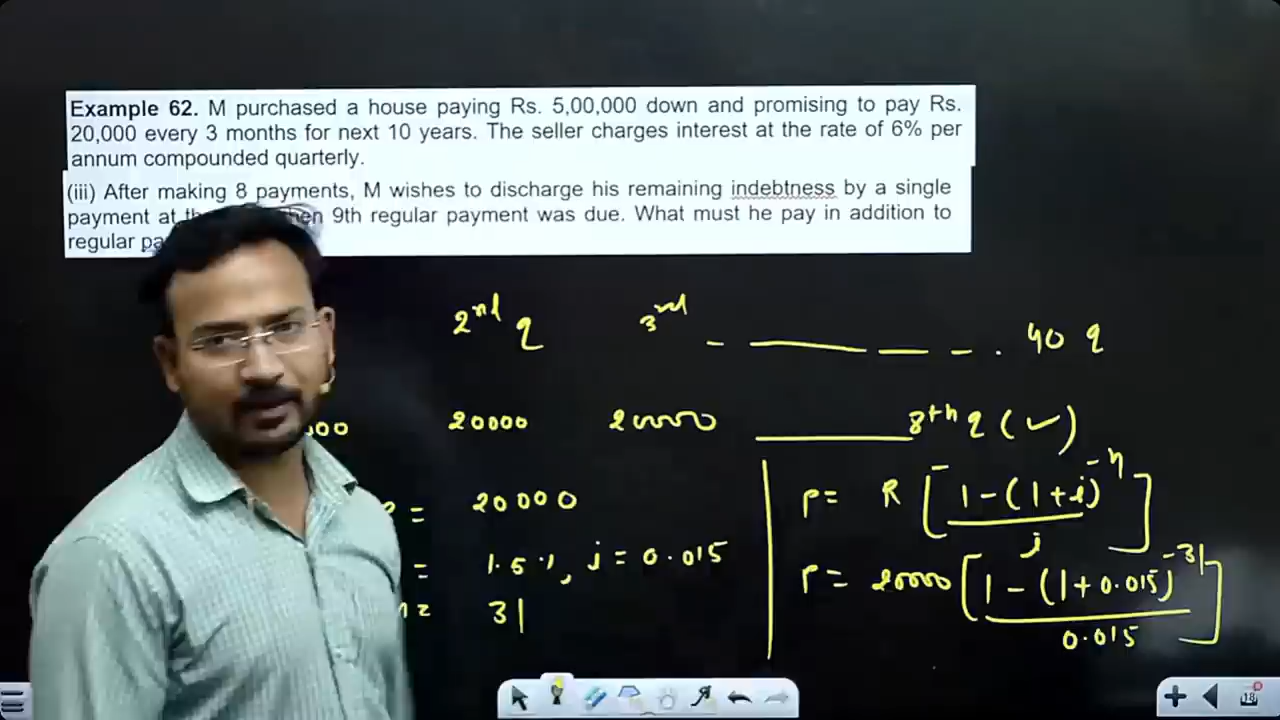 Example 62. M purchased a house paying Rs. 5,00,000 down and promising to pay Rs.
20,000 every 3 months for next 10 years. The seller charges interest at the rate of 6% per
annum compounded quarterly.
(iii) After making 8 payments, M wishes to discharge his remaining indebtness by a single
payment at 9th regular payment was due. What must he pay in addition to
regular
2nd q 3rd - — — - . 40 q
000 20000 20000 8th q (✓)
= 20000
= 1.5%, i = 0.015
n = 31
P = R [1-(1+i)^-n / i]
P = 20000 [1-(1+0.015)^-31 / 0.015]
18